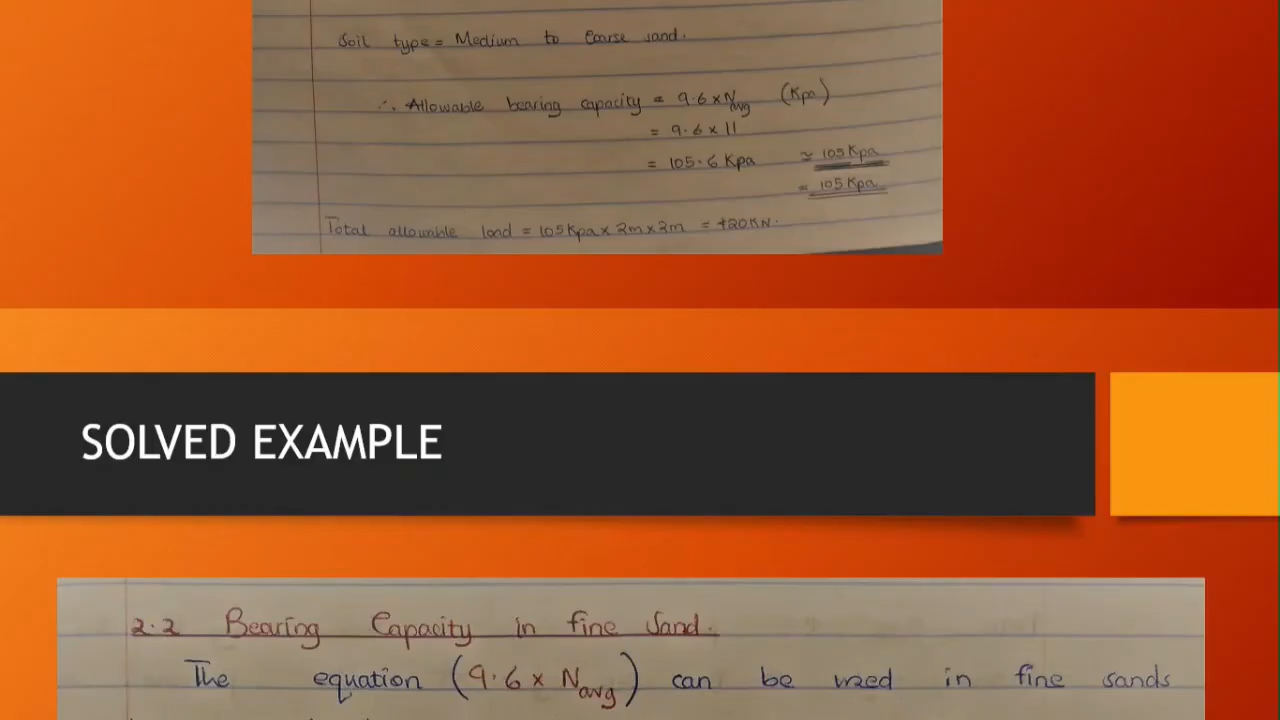 Soil type = Medium to Coarse sand.
∴ Allowable bearing capacity = 9.6 × Navg (Kpa)
= 9.6 × 11
= 105.6 Kpa ≈ 105 Kpa
= 105 Kpa
Total allowable load = 105 Kpa × 2m × 2m = 420 KN.
SOLVED EXAMPLE
2.2 Bearing Capacity in fine Sand.
The equation (9.6 × Navg) can be used in fine sands